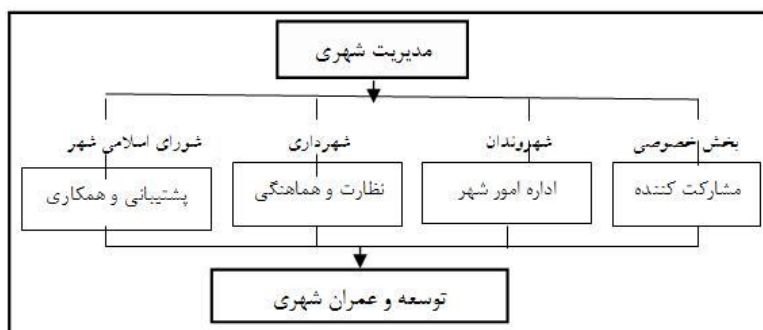 مدیریت شهری
بخش خصوصی
شهروندان
شهرداری
شورای اسلامی شهر
مشارکت کننده
اداره امور شهر
نظارت و هماهنگی
پشتیبانی و همکاری
توسعه و عمران شهری